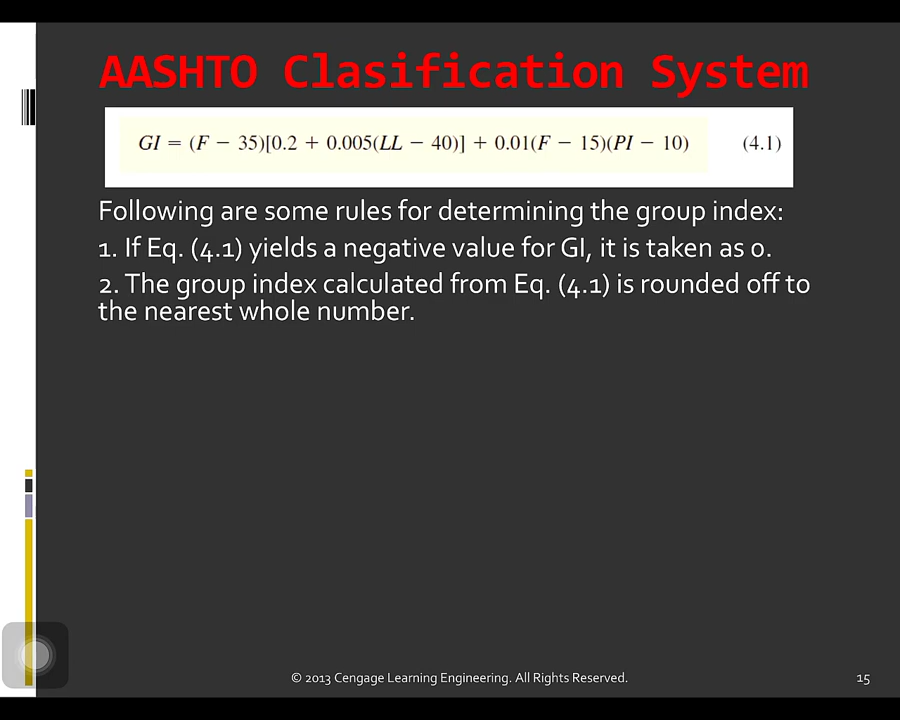 AASHTO Clasification System
GI = (F − 35)[0.2 + 0.005(LL − 40)] + 0.01(F − 15)(PI − 10) (4.1)
Following are some rules for determining the group index:
1. If Eq. (4.1) yields a negative value for GI, it is taken as 0.
2. The group index calculated from Eq. (4.1) is rounded off to
the nearest whole number.
© 2013 Cengage Learning Engineering. All Rights Reserved.
15